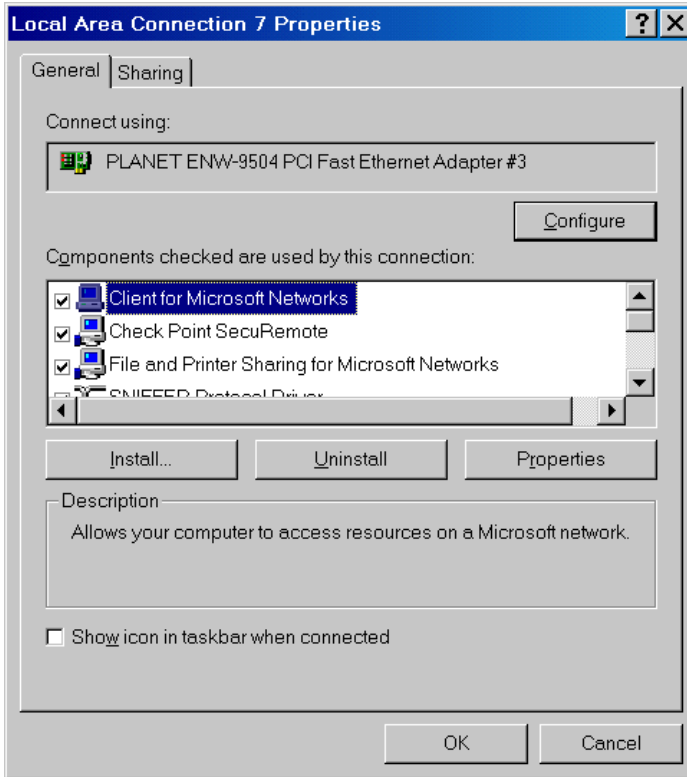 Local Area Connection 7 Properties
General
Sharing
Connect using:
PLANET ENW-9504 PCI Fast Ethernet Adapter #3
Configure
Components checked are used by this connection:
Client for Microsoft Networks
Check Point SecuRemote
File and Printer Sharing for Microsoft Networks
SNIFFER Protocol Driver
Install...
Uninstall
Properties
Description
Allows your computer to access resources on a Microsoft network.
Show icon in taskbar when connected
OK
Cancel